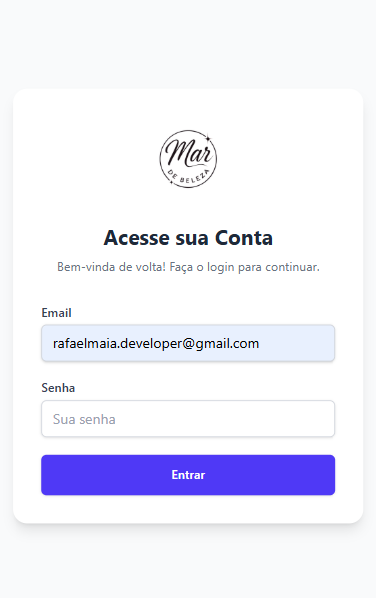 Mar
DE BELEZA
Acesse sua Conta
Bem-vinda de volta! Faça o login para continuar.
Email
rafaelmaia.developer@gmail.com
Senha
Sua senha
Entrar